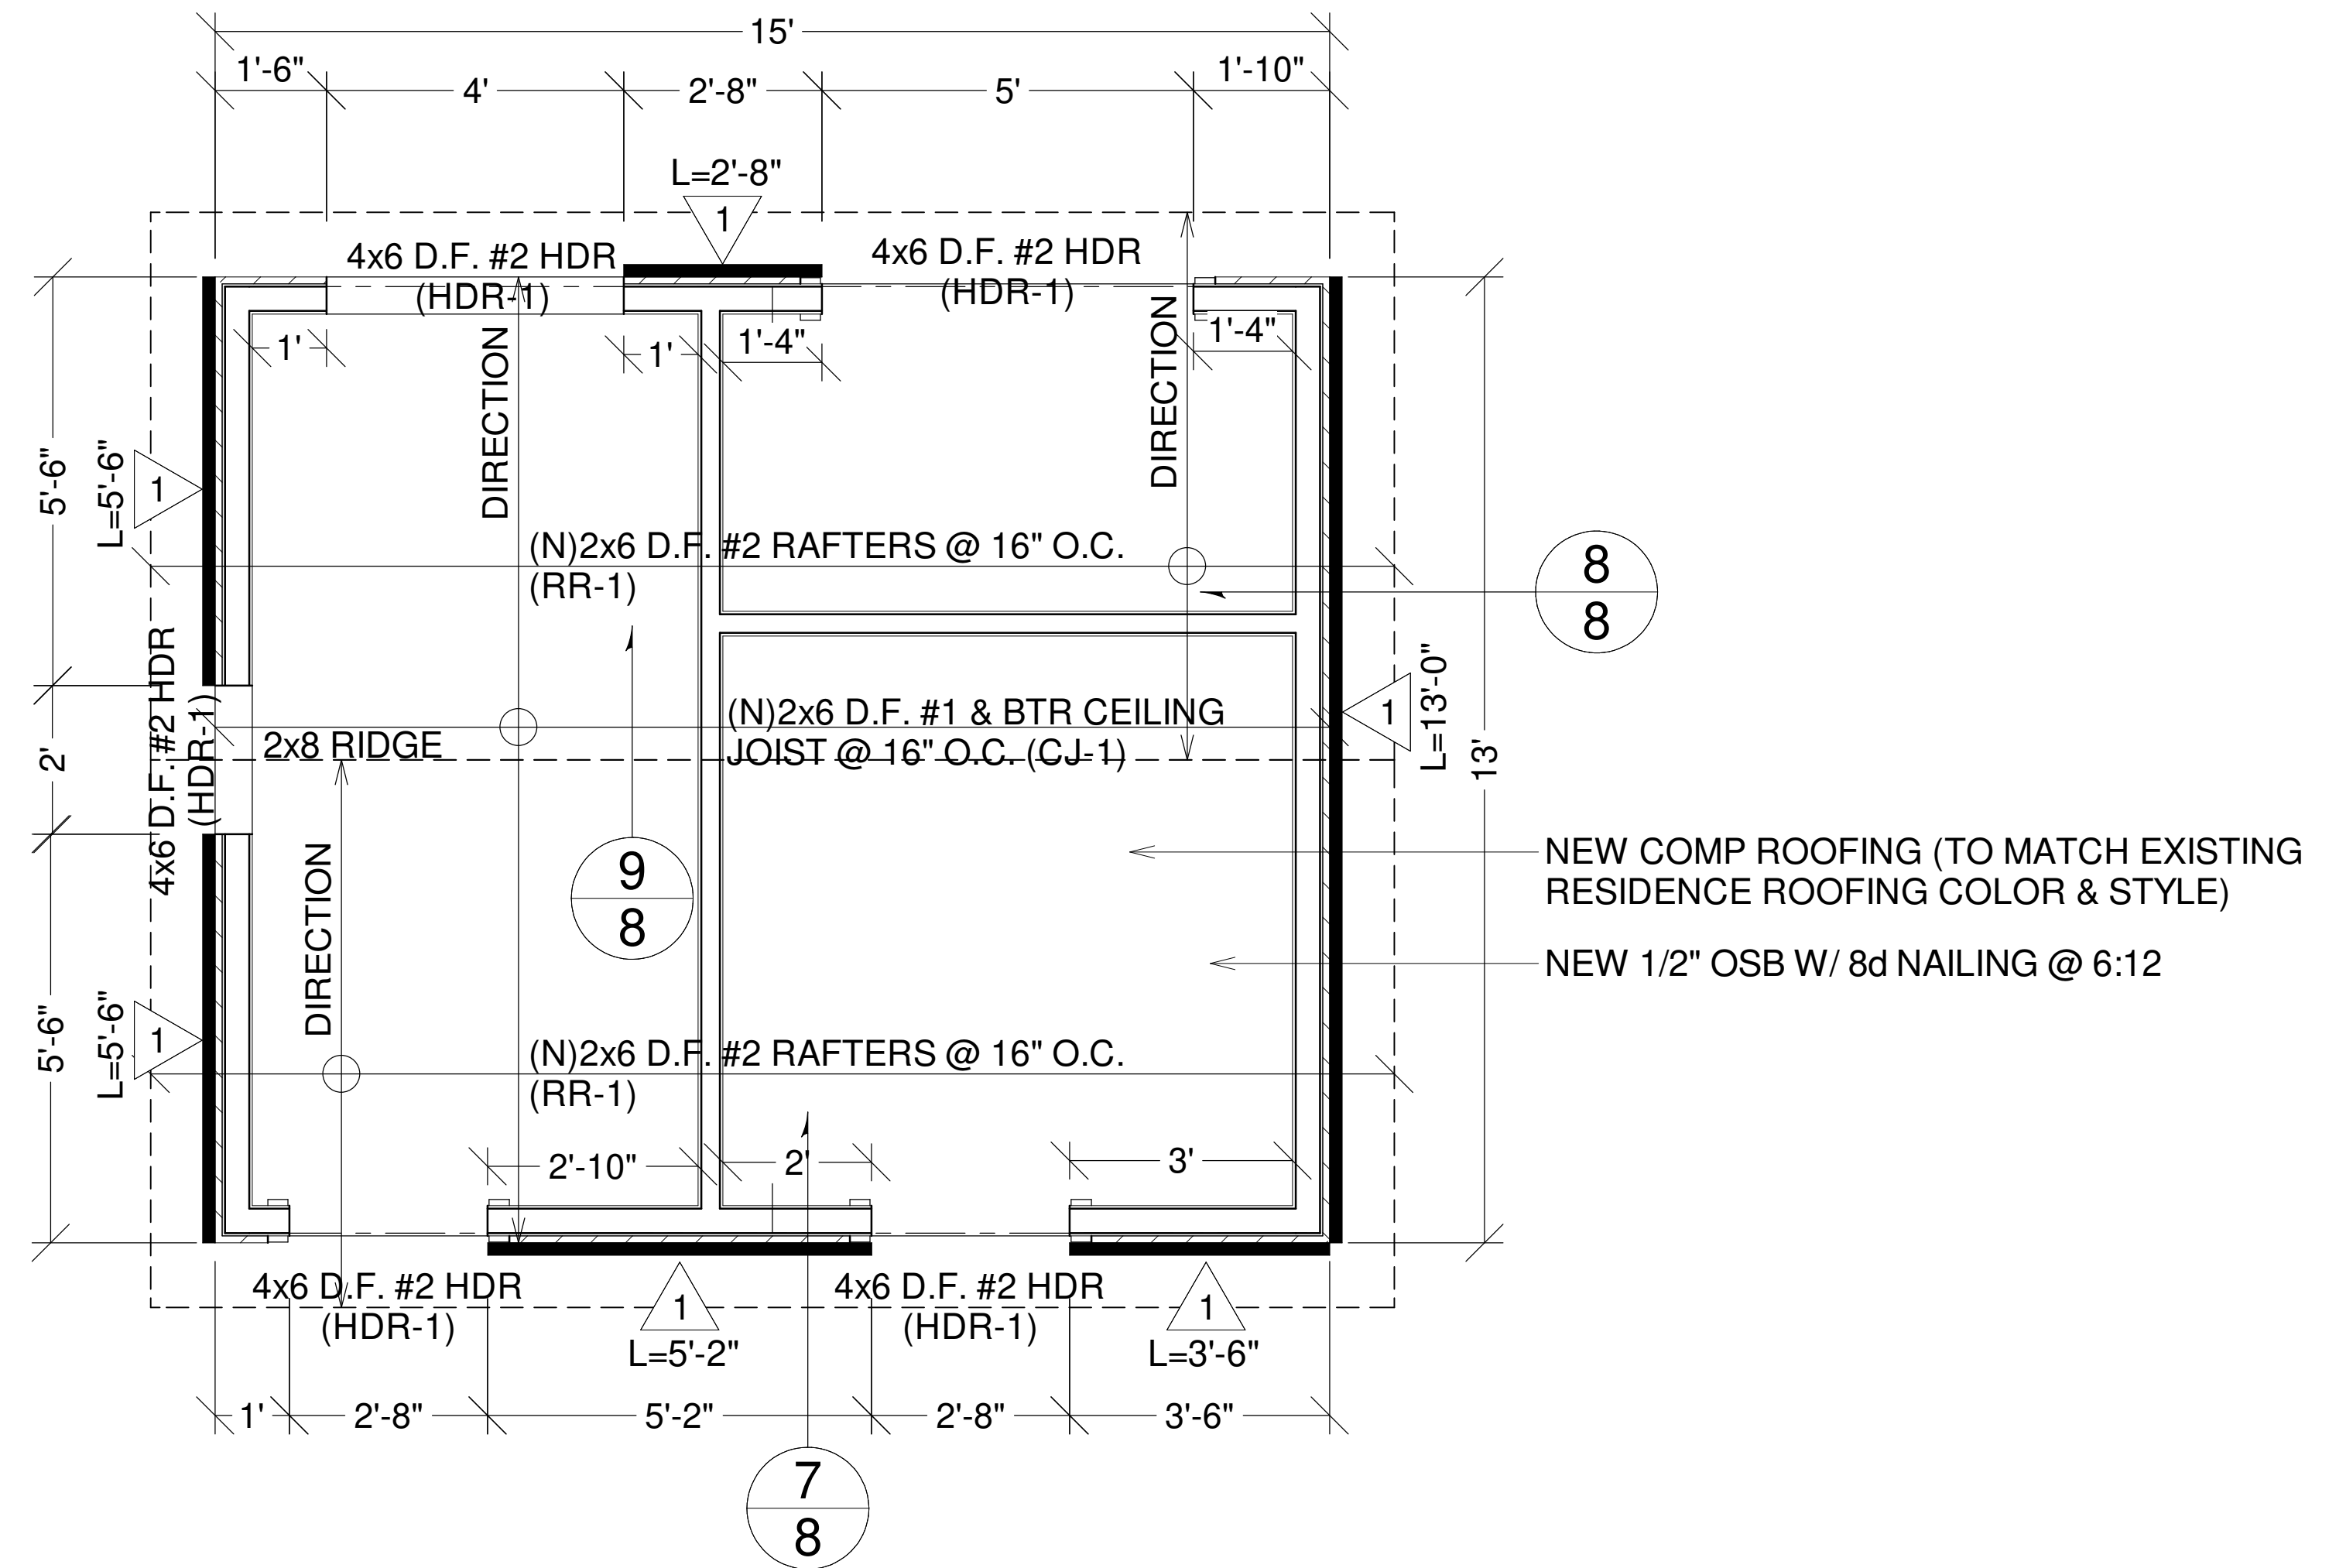 15'
1'-6"
4'
2'-8"
5'
1'-10"
L=2'-8"
1
4x6 D.F. #2 HDR
(HDR-1)
4x6 D.F. #2 HDR
(HDR-1)
1'
1'
1'-4"
1'-4"
DIRECTION
DIRECTION
5'-6"
L=5'-6"
1
(N)2x6 D.F. #2 RAFTERS @ 16" O.C.
(RR-1)
8
8
4x6 D.F. #2 HDR
(HDR-1)
2'
2x8 RIDGE
(N)2x6 D.F. #1 & BTR CEILING
JOIST @ 16" O.C. (CJ-1)
1
L=13'-0"
13'
9
8
DIRECTION
NEW COMP ROOFING (TO MATCH EXISTING
RESIDENCE ROOFING COLOR & STYLE)
NEW 1/2" OSB W/ 8d NAILING @ 6:12
5'-6"
L=5'-6"
1
(N)2x6 D.F. #2 RAFTERS @ 16" O.C.
(RR-1)
2'-10"
2'
3'
4x6 D.F. #2 HDR
(HDR-1)
1
L=5'-2"
4x6 D.F. #2 HDR
(HDR-1)
1
L=3'-6"
1'
2'-8"
5'-2"
2'-8"
3'-6"
7
8